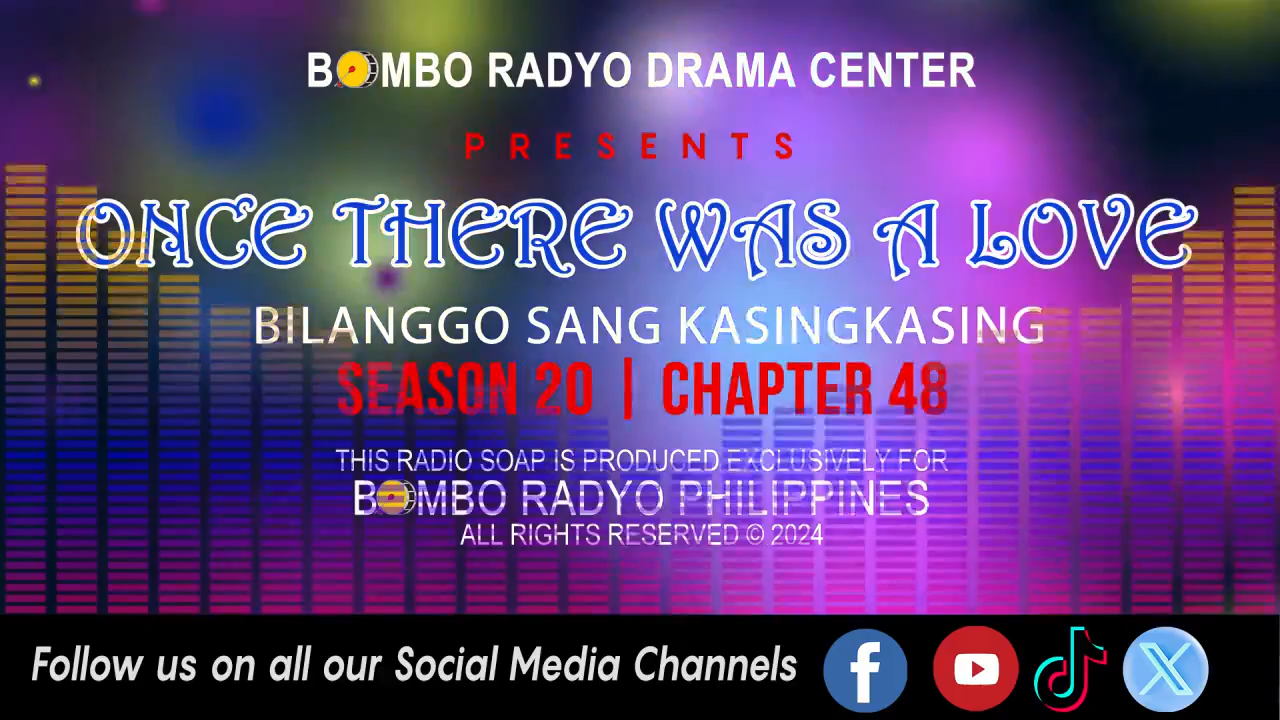 BOMBO RADYO DRAMA CENTER
PRESENTS
ONCE THERE WAS A LOVE
BILANGGO SANG KASINGKASING
SEASON 20 | CHAPTER 48
THIS RADIO SOAP IS PRODUCED EXCLUSIVELY FOR
BOMBO RADYO PHILIPPINES
ALL RIGHTS RESERVED © 2024
Follow us on all our Social Media Channels